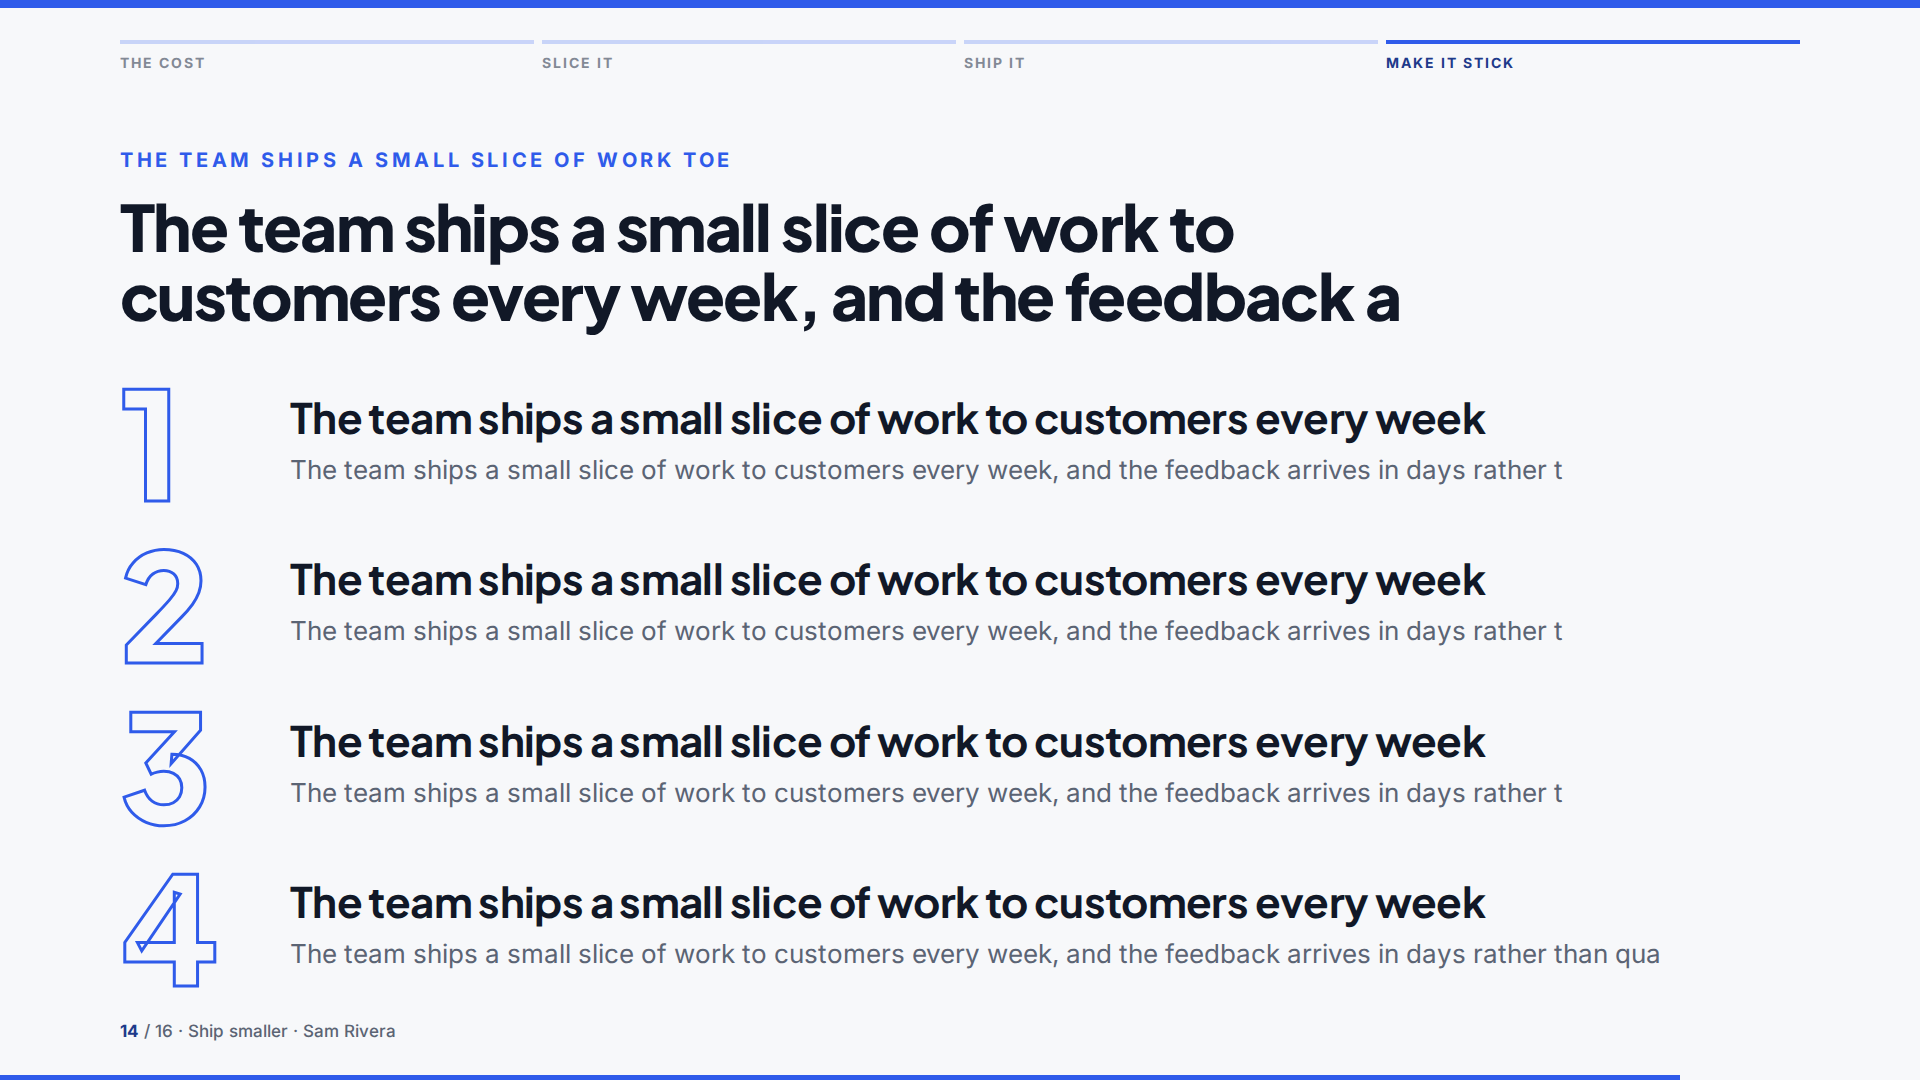 THE COST
SLICE IT
SHIP IT
MAKE IT STICK
THE TEAM SHIPS A SMALL SLICE OF WORK TOE
The team ships a small slice of work to
customers every week, and the feedback a
1
The team ships a small slice of work to customers every week
The team ships a small slice of work to customers every week, and the feedback arrives in days rather t
2
The team ships a small slice of work to customers every week
The team ships a small slice of work to customers every week, and the feedback arrives in days rather t
3
The team ships a small slice of work to customers every week
The team ships a small slice of work to customers every week, and the feedback arrives in days rather t
4
The team ships a small slice of work to customers every week
The team ships a small slice of work to customers every week, and the feedback arrives in days rather than qua
14 / 16 · Ship smaller · Sam Rivera